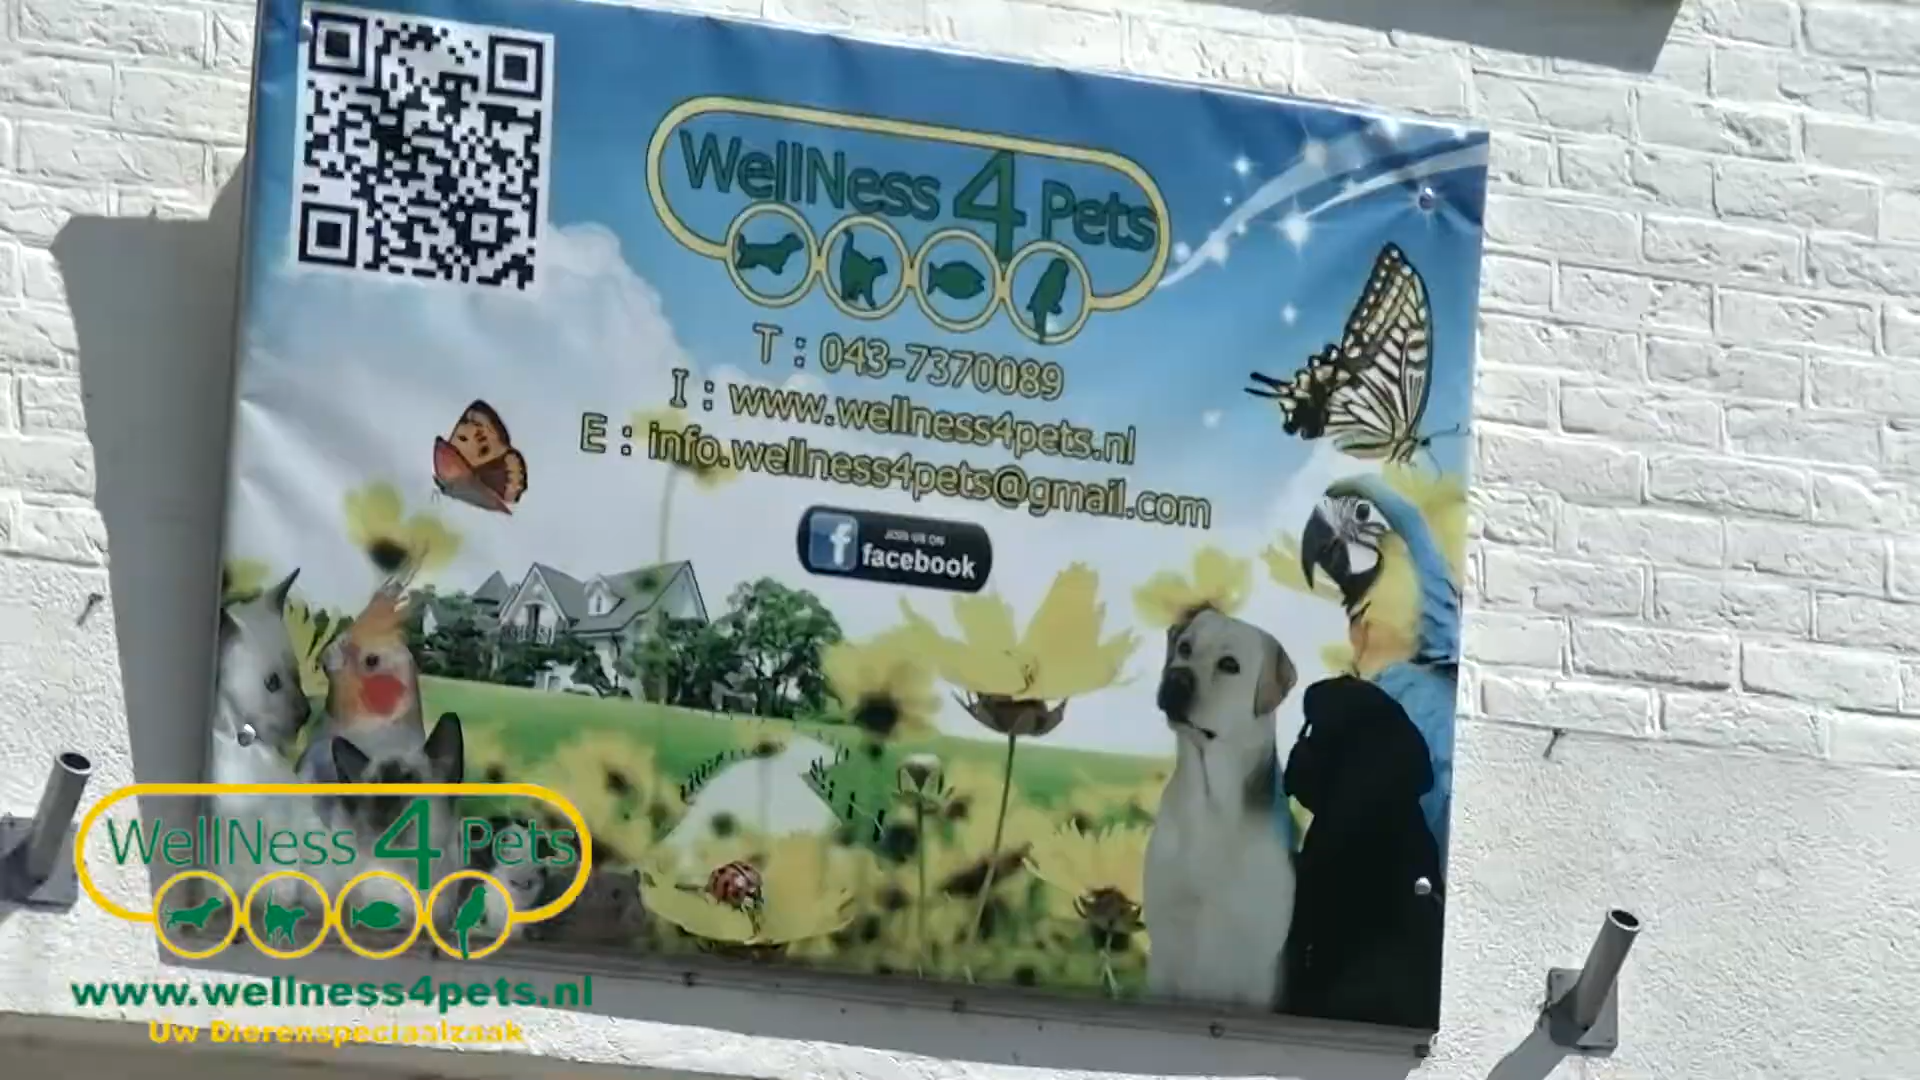 WellNess 4 Pets
T : 043-7370089
I : www.wellness4pets.nl
E : info.wellness4pets@gmail.com
JOIN US ON
facebook
WellNess 4 Pets
www.wellness4pets.nl
Uw Dierenspeciaalzaak